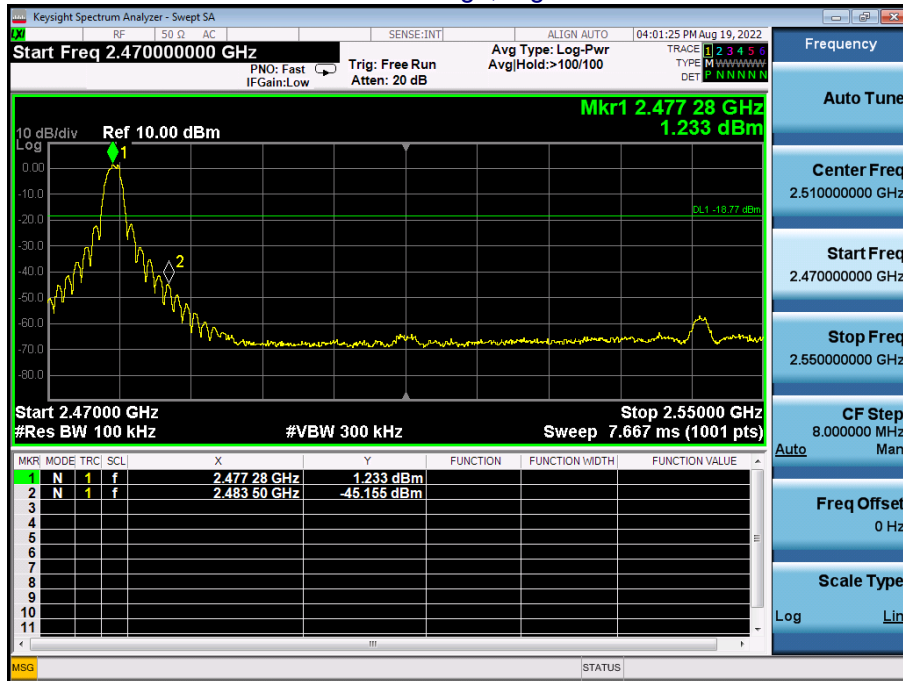 Keysight Spectrum Analyzer - Swept SA
LXI RF 50 Ω AC SENSE:INT ALIGN AUTO 04:01:25 PM Aug 19, 2022
Start Freq 2.470000000 GHz
PNO: Fast
IFGain:Low
Trig: Free Run
Atten: 20 dB
Avg Type: Log-Pwr
Avg|Hold:>100/100
TRACE 1 2 3 4 5 6
TYPE M W W W W W
DET P N N N N N
Mkr1 2.477 28 GHz
1.233 dBm
10 dB/div Ref 10.00 dBm
Log
1
0.00
-10.0
-20.0
DL1 -18.77 dBm
-30.0
2
-40.0
-50.0
-60.0
-70.0
-80.0
Start 2.47000 GHz Stop 2.55000 GHz
#Res BW 100 kHz #VBW 300 kHz Sweep 7.667 ms (1001 pts)
MKR MODE TRC SCL X Y FUNCTION FUNCTION WIDTH FUNCTION VALUE
1 N 1 f 2.477 28 GHz 1.233 dBm
2 N 1 f 2.483 50 GHz -45.155 dBm
3
4
5
6
7
8
9
10
11
MSG STATUS
Frequency
Auto Tune
Center Freq
2.510000000 GHz
Start Freq
2.470000000 GHz
Stop Freq
2.550000000 GHz
CF Step
8.000000 MHz
Auto Man
Freq Offset
0 Hz
Scale Type
Log Lin